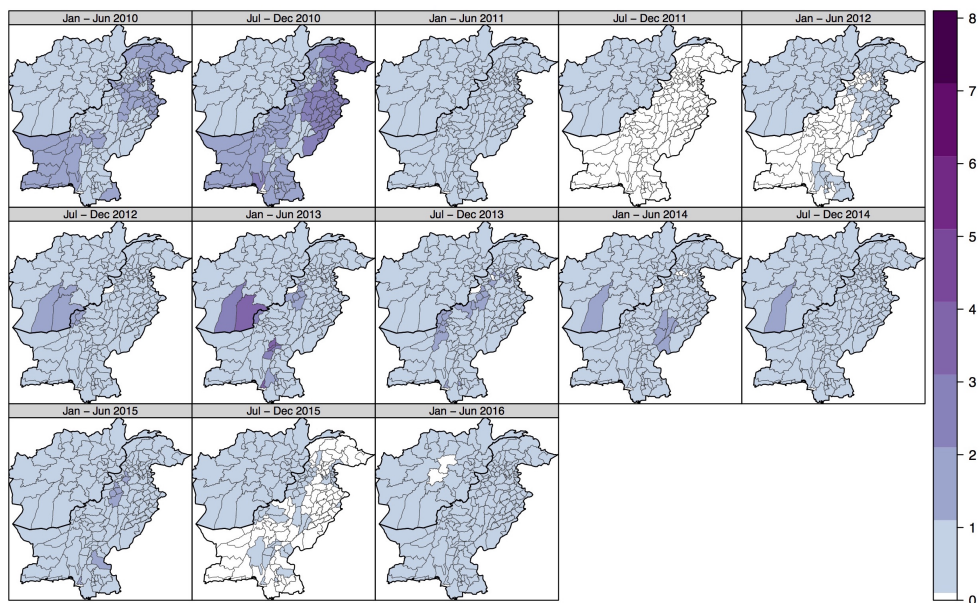 Jan – Jun 2010
Jul – Dec 2010
Jan – Jun 2011
Jul – Dec 2011
Jan – Jun 2012
Jul – Dec 2012
Jan – Jun 2013
Jul – Dec 2013
Jan – Jun 2014
Jul – Dec 2014
Jan – Jun 2015
Jul – Dec 2015
Jan – Jun 2016
8
7
6
5
4
3
2
1
0